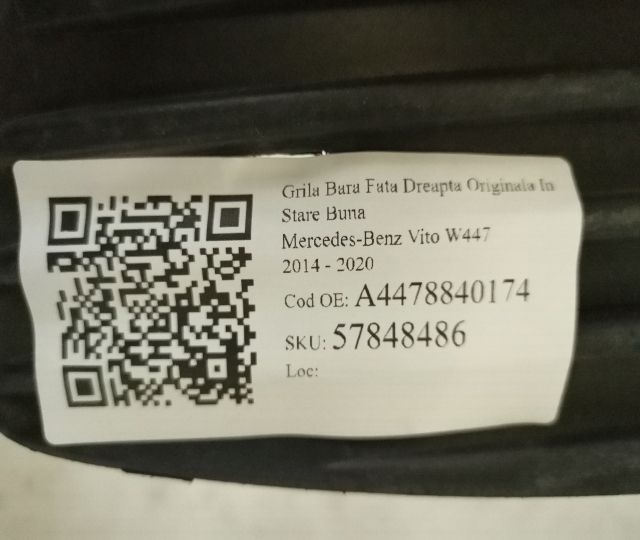 Grila Bara Fata Dreapta Originala In
Stare Buna
Mercedes-Benz Vito W447
2014 - 2020
Cod OE: A4478840174
SKU: 57848486
Loc: